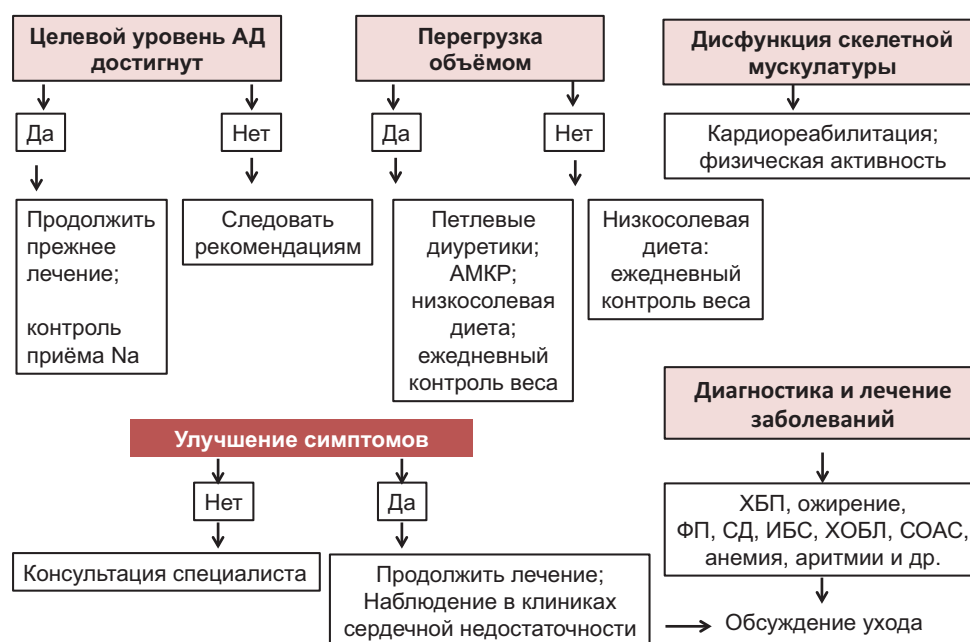 Целевой уровень АД
достигнут
Да
Нет
Продолжить
прежнее
лечение;
контроль
приёма Na
Следовать
рекомендациям
Перегрузка
объёмом
Да
Нет
Петлевые
диуретики;
АМКР;
низкосолевая
диета;
ежедневный
контроль веса
Низкосолевая
диета:
ежедневный
контроль веса
Дисфункция скелетной
мускулатуры
Кардиореабилитация;
физическая активность
Улучшение симптомов
Нет
Да
Консультация специалиста
Продолжить лечение;
Наблюдение в клиниках
сердечной недостаточности
Диагностика и лечение
заболеваний
ХБП, ожирение,
ФП, СД, ИБС, ХОБЛ, СОАС,
анемия, аритмии и др.
Обсуждение ухода